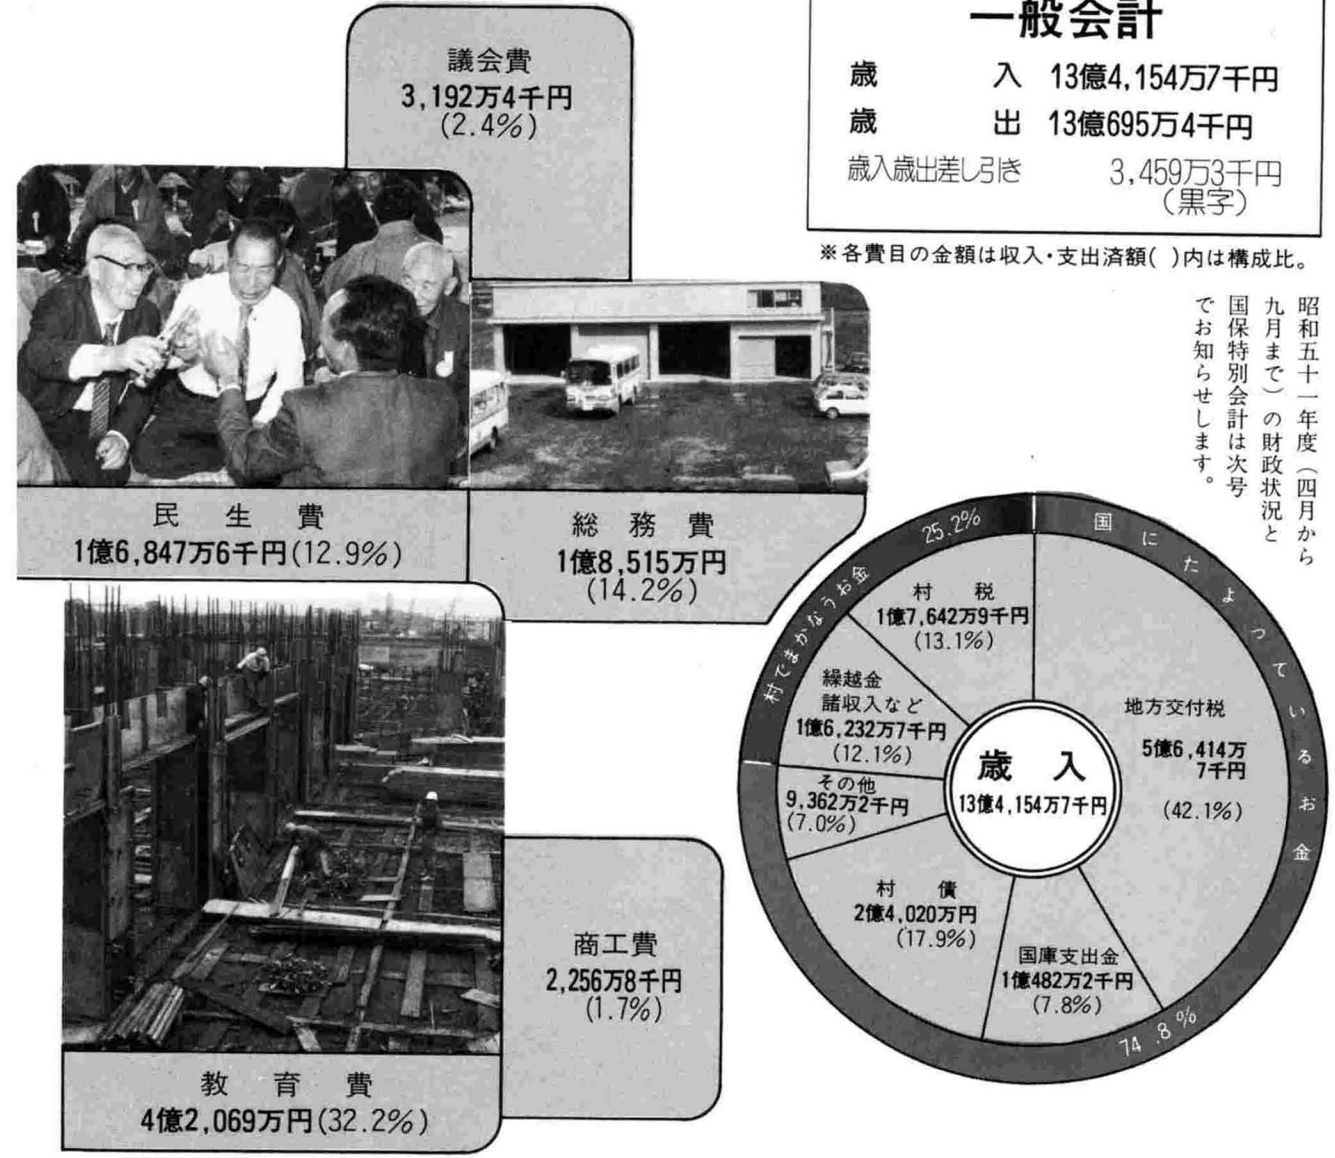 一般会計
歳入 13億4,154万7千円
歳出 13億695万4千円
歳入歳出差し引き 3,459万3千円
(黒字)
※各費目の金額は収入・支出済額( )内は構成比。
昭和五十一年度(四月から
九月まで)の財政状況と
国保特別会計は次号
でお知らせします。
議会費
3,192万4千円
(2.4%)
民生費
1億6,847万6千円(12.9%)
総務費
1億8,515万円
(14.2%)
教育費
4億2,069万円(32.2%)
商工費
2,256万8千円
(1.7%)
歳入
13億4,154万7千円
国にたよっているお金
74.8%
村でまかなうお金
25.2%
地方交付税
5億6,414万
7千円
(42.1%)
国庫支出金
1億482万2千円
(7.8%)
村債
2億4,020万円
(17.9%)
その他
9,362万2千円
(7.0%)
繰越金
諸収入など
1億6,232万7千円
(12.1%)
村税
1億7,642万9千円
(13.1%)